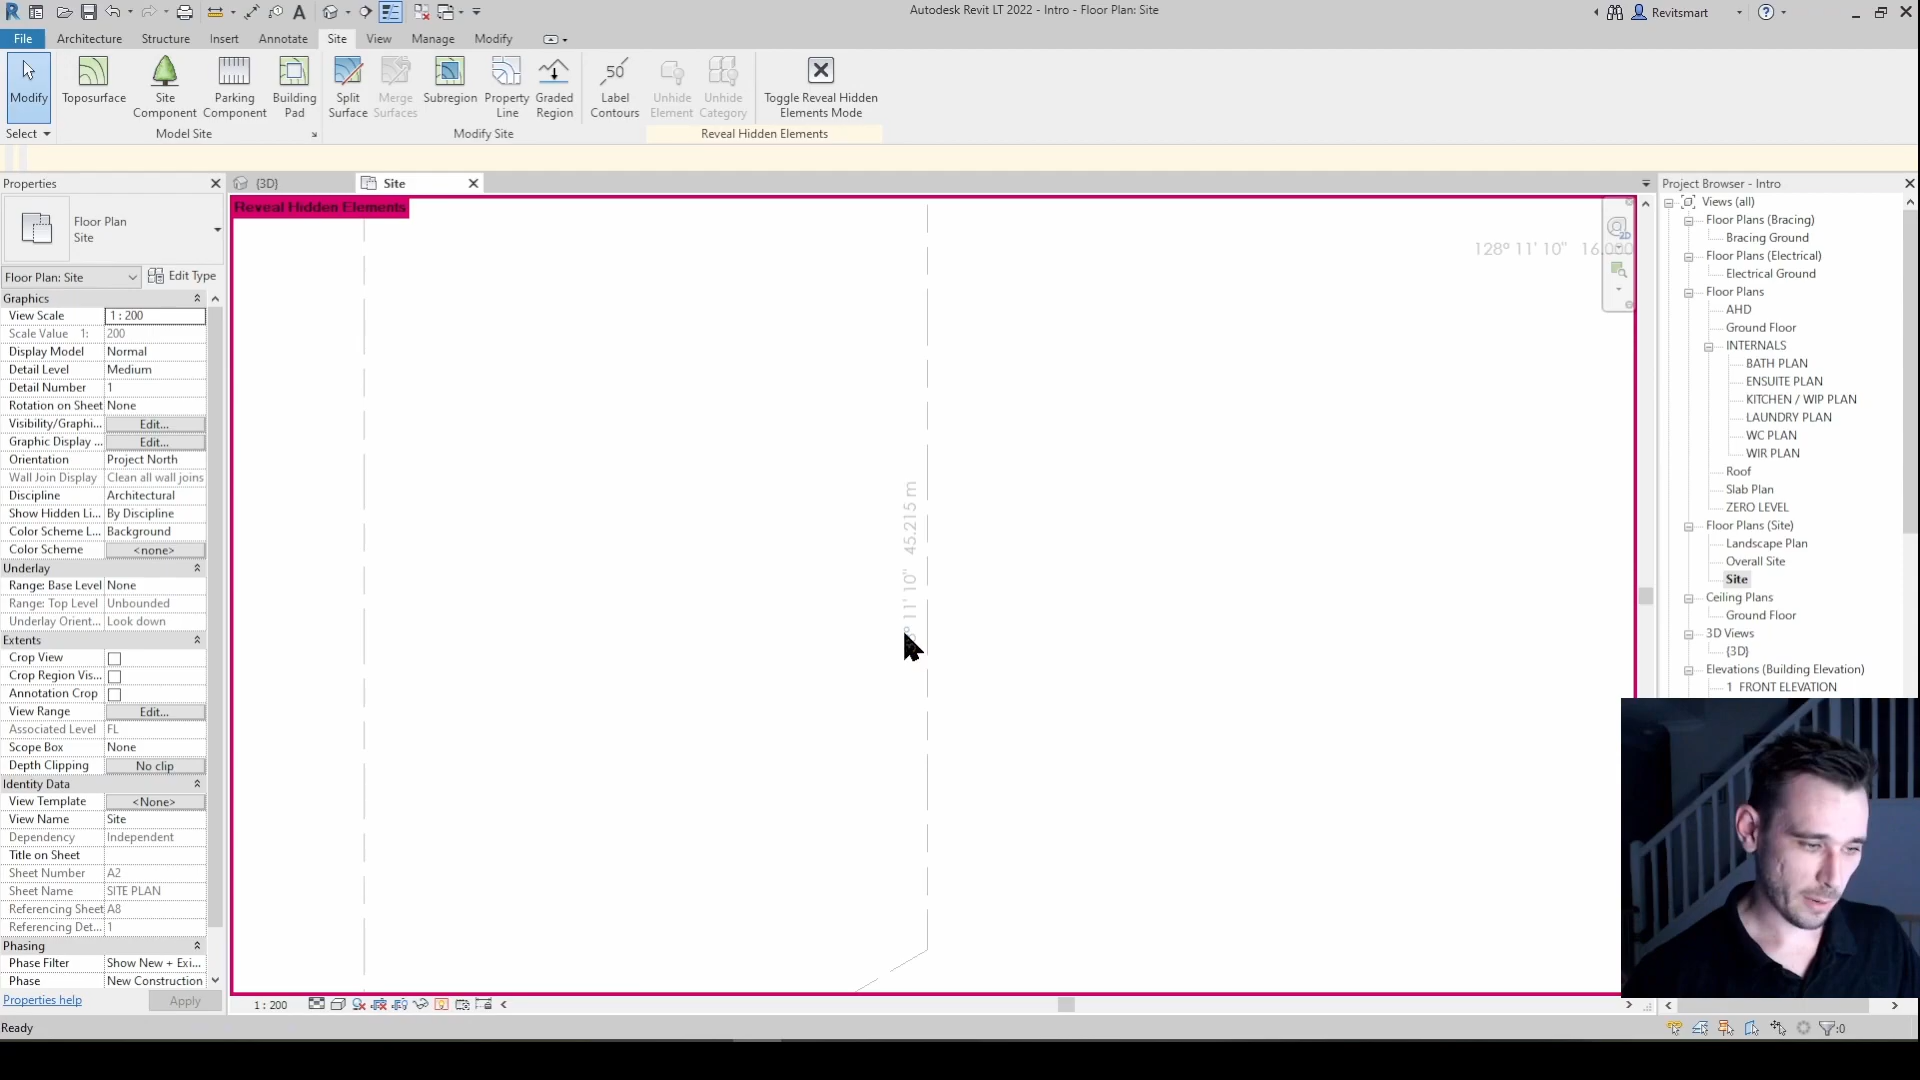 Autodesk Revit LT 2022 - Intro - Floor Plan: Site
Revitsmart
File Architecture Structure Insert Annotate Site View Manage Modify
Modify
Toposurface
Site Component
Parking Component
Building Pad
Split Surface
Merge Surfaces
Subregion
Property Line
Graded Region
Label Contours
Unhide Element
Unhide Category
Toggle Reveal Hidden Elements Mode
Select
Model Site
Modify Site
Reveal Hidden Elements
Properties
Floor Plan
Site
Floor Plan: Site
Edit Type
Graphics
View Scale 1 : 200
Scale Value 1: 200
Display Model Normal
Detail Level Medium
Detail Number 1
Rotation on Sheet None
Visibility/Graphi... Edit...
Graphic Display ... Edit...
Orientation Project North
Wall Join Display Clean all wall joins
Discipline Architectural
Show Hidden Li... By Discipline
Color Scheme L... Background
Color Scheme <none>
Underlay
Range: Base Level None
Range: Top Level Unbounded
Underlay Orient... Look down
Extents
Crop View
Crop Region Vis...
Annotation Crop
View Range Edit...
Associated Level FL
Scope Box None
Depth Clipping No clip
Identity Data
View Template <None>
View Name Site
Dependency Independent
Title on Sheet
Sheet Number A2
Sheet Name SITE PLAN
Referencing Sheet A8
Referencing Det... 1
Phasing
Phase Filter Show New + Exi...
Phase New Construction
Properties help
Apply
Ready
{3D}
Site
Reveal Hidden Elements
128° 11' 10"
11' 10" 45.215 m
1 : 200
Project Browser - Intro
Views (all)
Floor Plans (Bracing)
Bracing Ground
Floor Plans (Electrical)
Electrical Ground
Floor Plans
AHD
Ground Floor
INTERNALS
BATH PLAN
ENSUITE PLAN
KITCHEN / WIP PLAN
LAUNDRY PLAN
WC PLAN
WIR PLAN
Roof
Slab Plan
ZERO LEVEL
Floor Plans (Site)
Landscape Plan
Overall Site
Site
Ceiling Plans
Ground Floor
3D Views
{3D}
Elevations (Building Elevation)
1 FRONT ELEVATION
:0